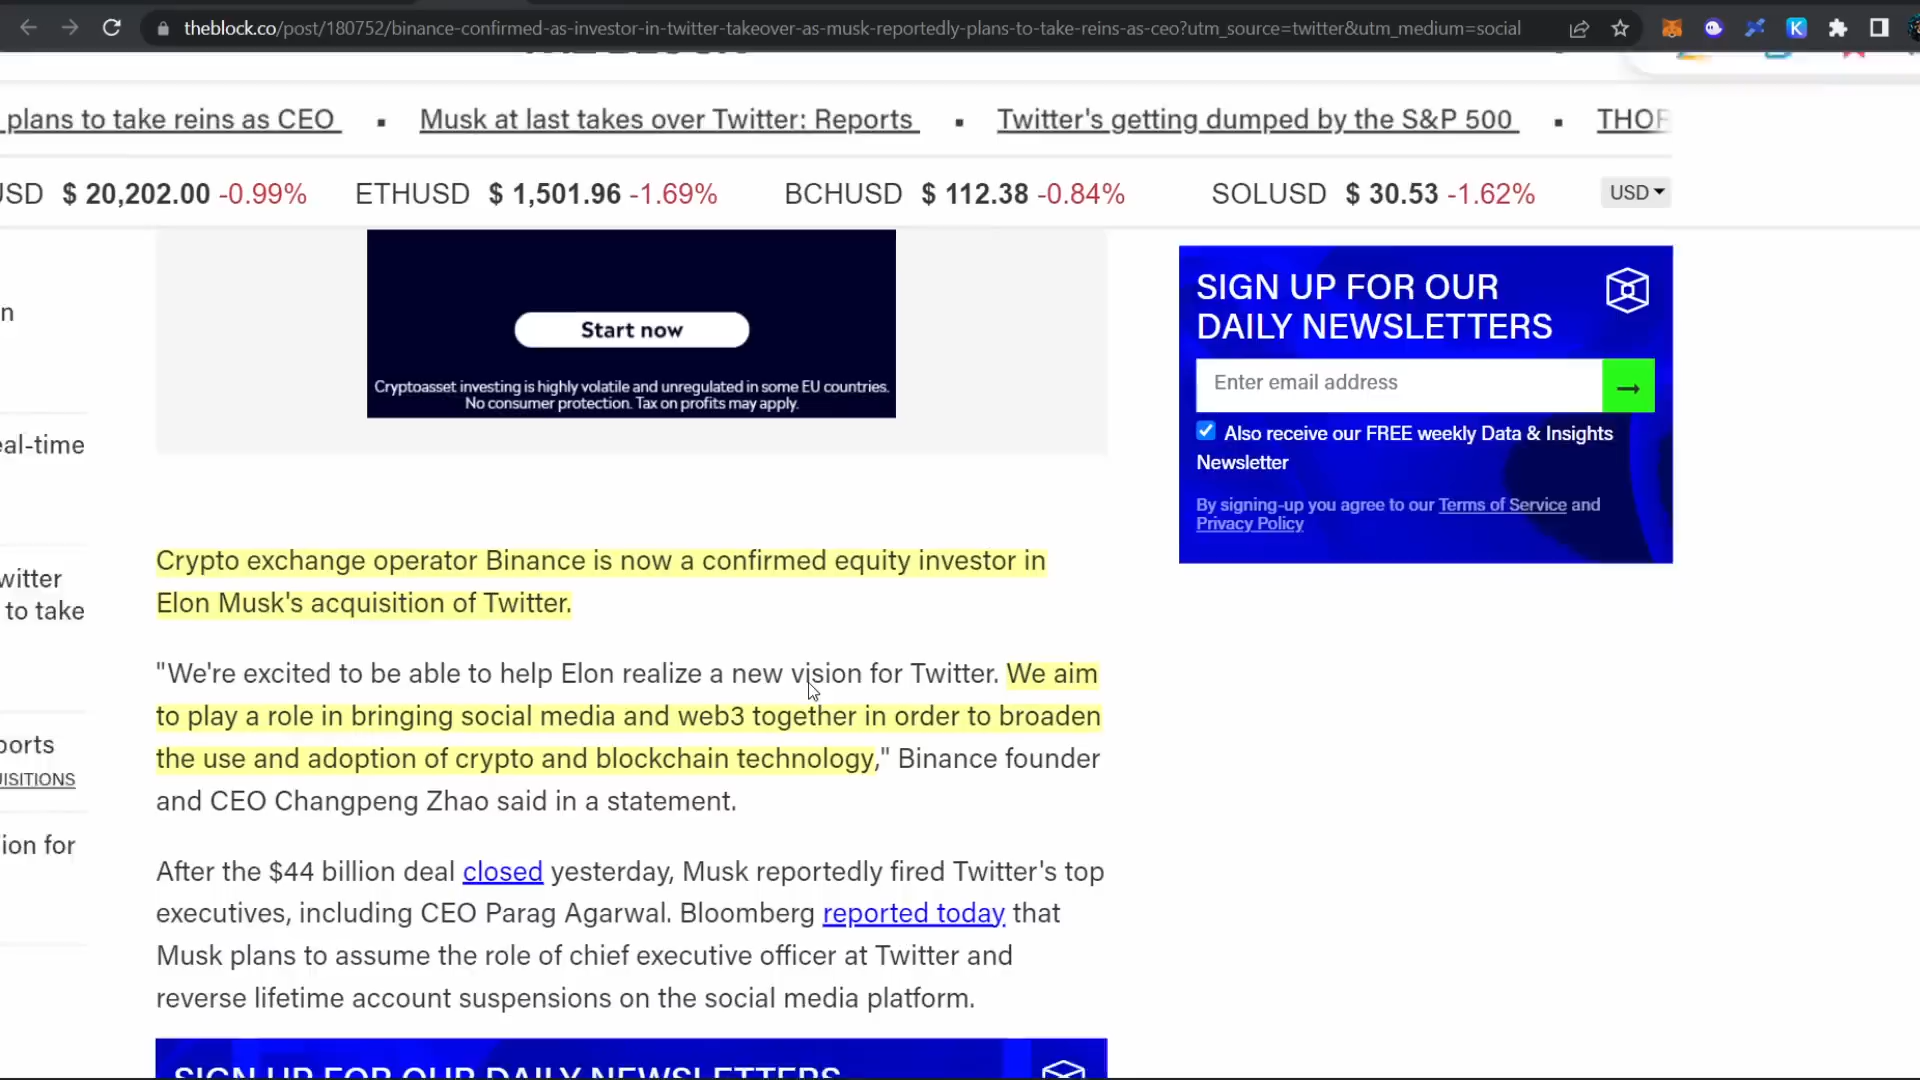 theblock.co/post/180752/binance-confirmed-as-investor-in-twitter-takeover-as-musk-reportedly-plans-to-take-reins-as-ceo?utm_source=twitter&utm_medium=social
plans to take reins as CEO ▪ Musk at last takes over Twitter: Reports ▪ Twitter's getting dumped by the S&P 500 ▪ THOR
USD $ 20,202.00 -0.99% ETHUSD $ 1,501.96 -1.69% BCHUSD $ 112.38 -0.84% SOLUSD $ 30.53 -1.62% USD
n
eal-time
witter
to take
ports
UISITIONS
ion for
Start now
Cryptoasset investing is highly volatile and unregulated in some EU countries.
No consumer protection. Tax on profits may apply.
Crypto exchange operator Binance is now a confirmed equity investor in
Elon Musk's acquisition of Twitter.
"We're excited to be able to help Elon realize a new vision for Twitter. We aim
to play a role in bringing social media and web3 together in order to broaden
the use and adoption of crypto and blockchain technology," Binance founder
and CEO Changpeng Zhao said in a statement.
After the $44 billion deal closed yesterday, Musk reportedly fired Twitter's top
executives, including CEO Parag Agarwal. Bloomberg reported today that
Musk plans to assume the role of chief executive officer at Twitter and
reverse lifetime account suspensions on the social media platform.
SIGN UP FOR OUR DAILY NEWSLETTERS
SIGN UP FOR OUR
DAILY NEWSLETTERS
Enter email address
→
Also receive our FREE weekly Data & Insights
Newsletter
By signing-up you agree to our Terms of Service and
Privacy Policy
K